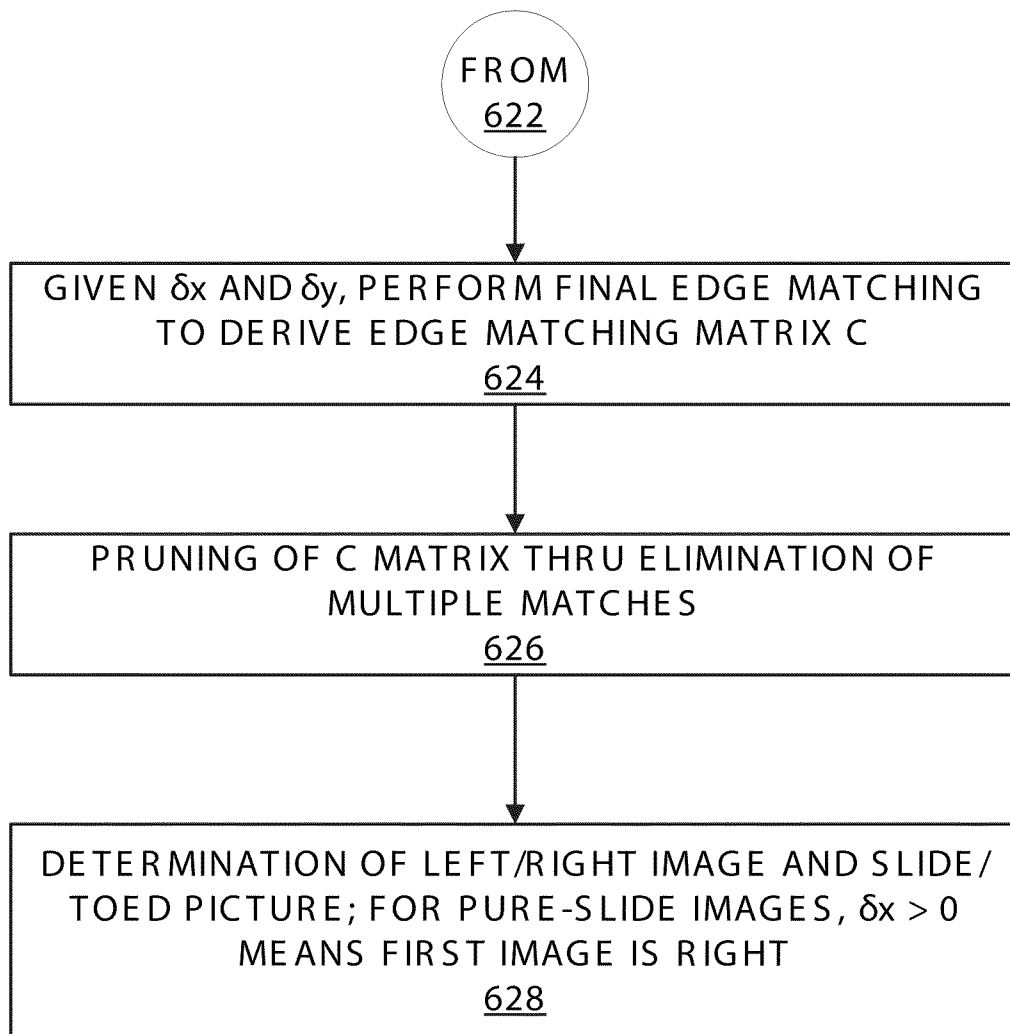 FROM
622
GIVEN δx AND δy, PERFORM FINAL EDGE MATCHING
TO DERIVE EDGE MATCHING MATRIX C
624
PRUNING OF C MATRIX THRU ELIMINATION OF
MULTIPLE MATCHES
626
DETERMINATION OF LEFT/RIGHT IMAGE AND SLIDE/
TOED PICTURE; FOR PURE-SLIDE IMAGES, δx > 0
MEANS FIRST IMAGE IS RIGHT
628